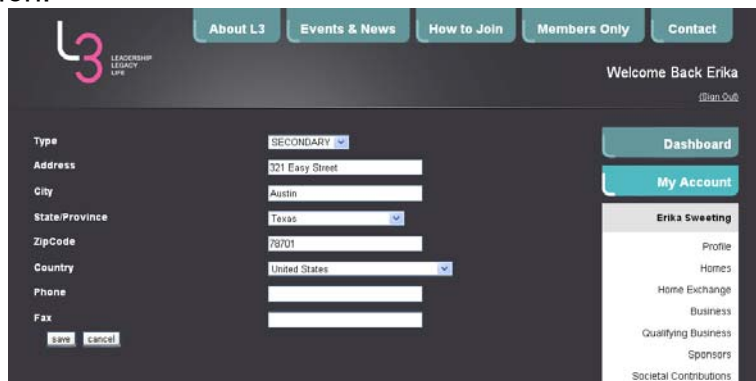 About L3 Events & News How to Join Members Only Contact
L3
LEADERSHIP
LEGACY
LIFE
Welcome Back Erika
(Sign Out)
Type SECONDARY
Address 321 Easy Street
City Austin
State/Province Texas
ZipCode 78701
Country United States
Phone
Fax
save cancel
Dashboard
My Account
Erika Sweeting
Profile
Homes
Home Exchange
Business
Qualifying Business
Sponsors
Societal Contributions